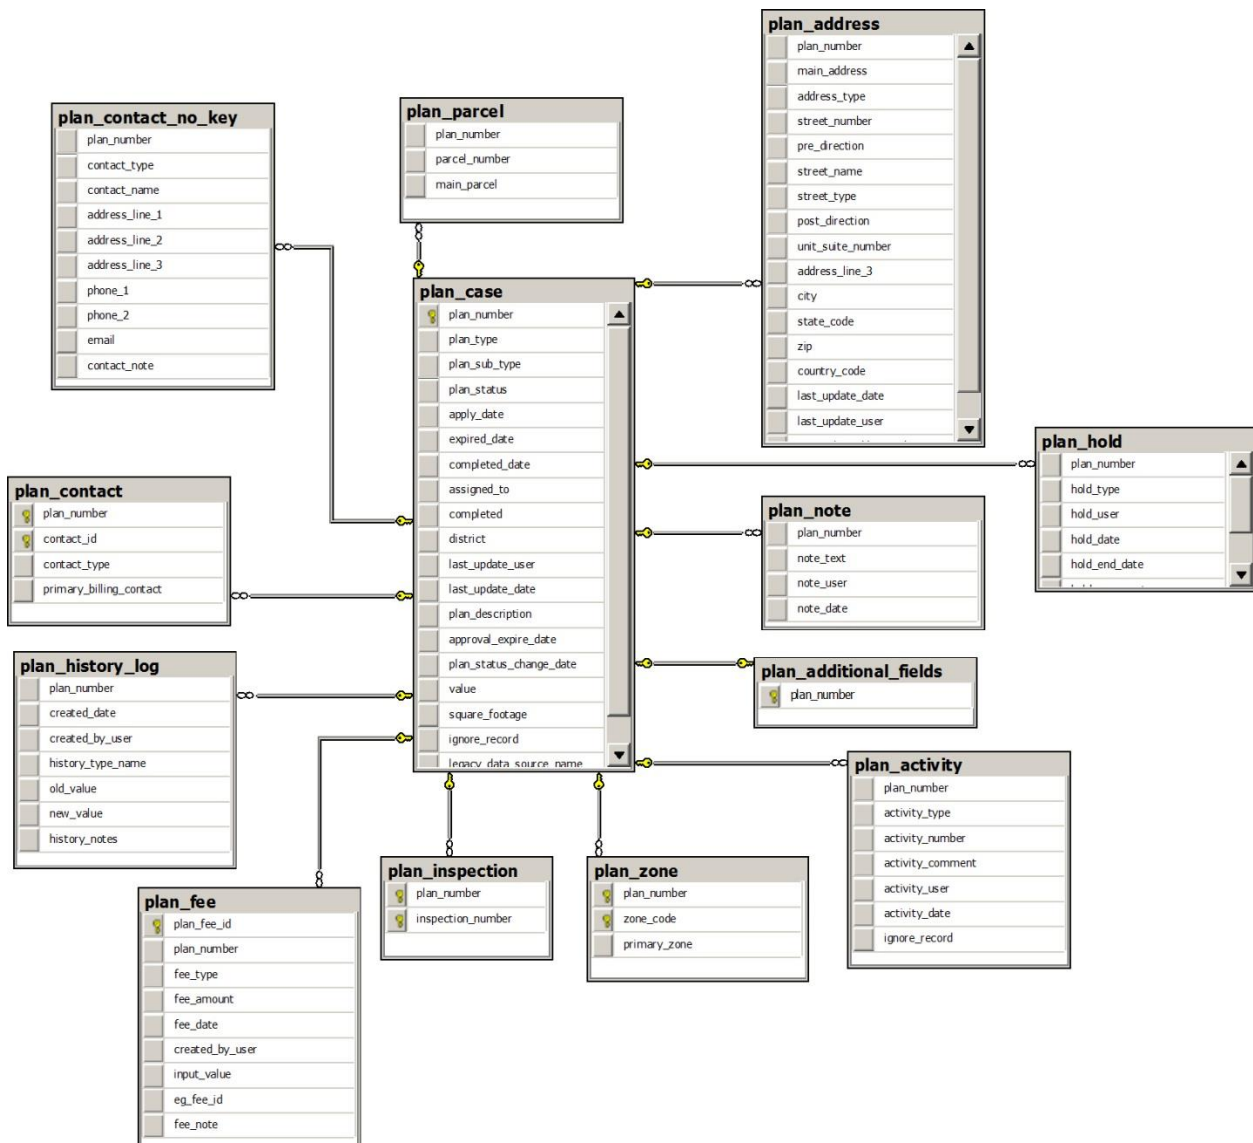 plan_address
plan_number
main_address
address_type
street_number
pre_direction
street_name
street_type
post_direction
unit_suite_number
address_line_3
city
state_code
zip
country_code
last_update_date
last_update_user
plan_contact_no_key
plan_number
contact_type
contact_name
address_line_1
address_line_2
address_line_3
phone_1
phone_2
email
contact_note
plan_parcel
plan_number
parcel_number
main_parcel
plan_case
plan_number
plan_type
plan_sub_type
plan_status
apply_date
expired_date
completed_date
assigned_to
completed
district
last_update_user
last_update_date
plan_description
approval_expire_date
plan_status_change_date
value
square_footage
ignore_record
legacy_data_source_name
plan_hold
plan_number
hold_type
hold_user
hold_date
hold_end_date
plan_contact
plan_number
contact_id
contact_type
primary_billing_contact
plan_note
plan_number
note_text
note_user
note_date
plan_history_log
plan_number
created_date
created_by_user
history_type_name
old_value
new_value
history_notes
plan_additional_fields
plan_number
plan_activity
plan_number
activity_type
activity_number
activity_comment
activity_user
activity_date
ignore_record
plan_inspection
plan_number
inspection_number
plan_zone
plan_number
zone_code
primary_zone
plan_fee
plan_fee_id
plan_number
fee_type
fee_amount
fee_date
created_by_user
input_value
eg_fee_id
fee_note